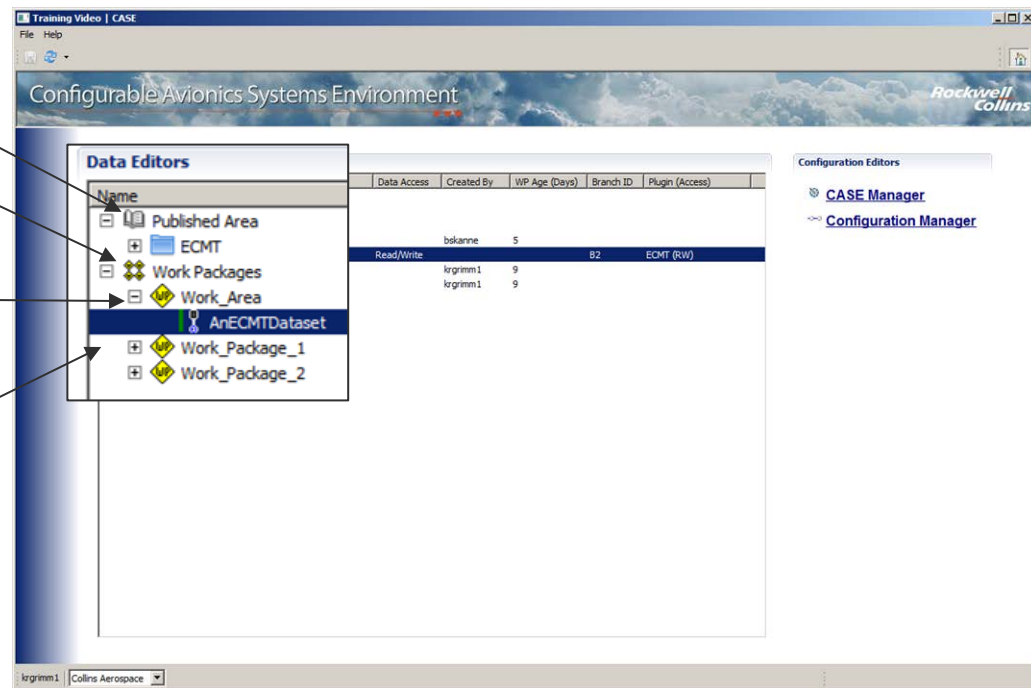 Training Video | CASE
File Help
Configurable Avionics Systems Environment
Rockwell
Collins
Data Editors
Name
Data Access Created By WP Age (Days) Branch ID Plugin (Access)
Published Area
ECMT
bskanne 5
Work Packages
Read/Write B2 ECMT (RW)
Work_Area
krgrimm1 9
krgrimm1 9
AnECMTDataset
Work_Package_1
Work_Package_2
Configuration Editors
CASE Manager
Configuration Manager
krgrimm1 Collins Aerospace